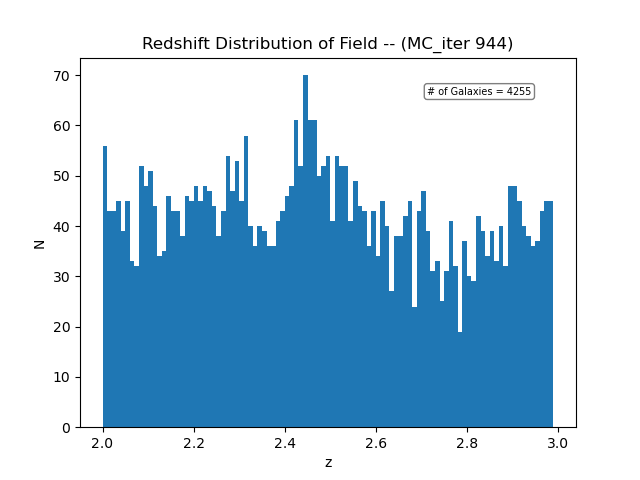 Redshift Distribution of Field -- (MC_iter 944)
# of Galaxies = 4255
70
60
50
40
30
20
10
0
N
2.0 2.2 2.4 2.6 2.8 3.0
z